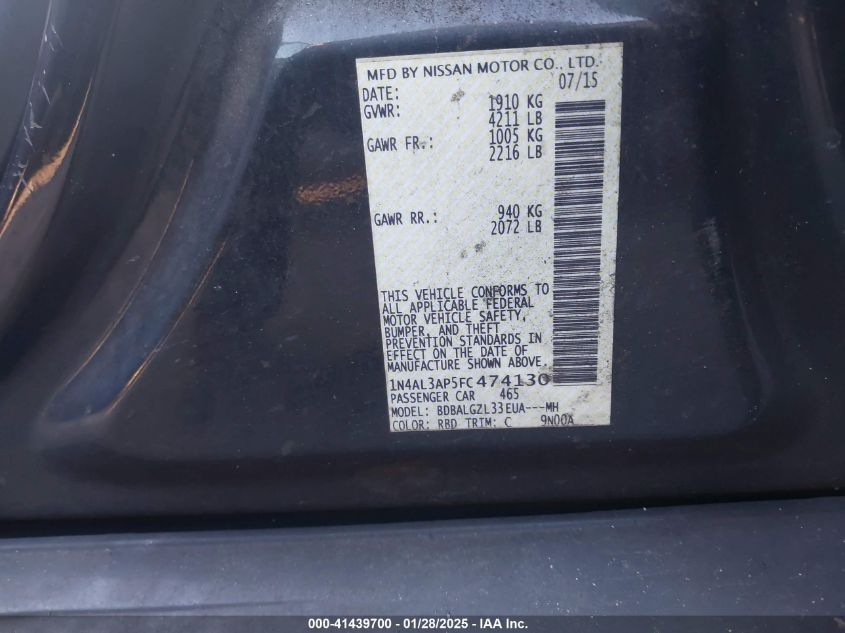 MFD BY NISSAN MOTOR CO., LTD.
DATE: 07/15
GVWR: 1910 KG
4211 LB
GAWR FR.: 1005 KG
2216 LB
GAWR RR.: 940 KG
2072 LB
THIS VEHICLE CONFORMS TO
ALL APPLICABLE FEDERAL
MOTOR VEHICLE SAFETY,
BUMPER, AND THEFT
PREVENTION STANDARDS IN
EFFECT ON THE DATE OF
MANUFACTURE SHOWN ABOVE.
1N4AL3AP5FC474130
PASSENGER CAR 465
MODEL: BDBALGZL33EUA---MH
COLOR: RBD TRIM: C 9N00A
000-41439700 - 01/28/2025 - IAA Inc.